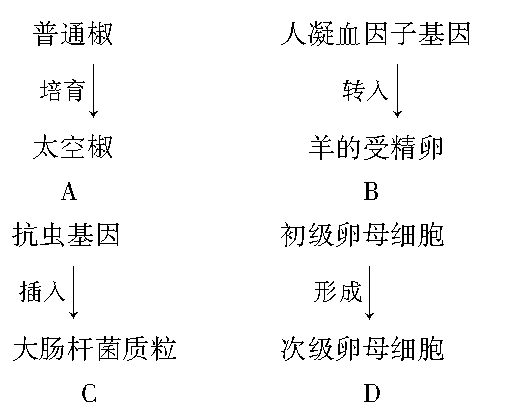 普通椒
培育
太空椒
A
人凝血因子基因
转入
羊的受精卵
B
抗虫基因
插入
大肠杆菌质粒
C
初级卵母细胞
形成
次级卵母细胞
D